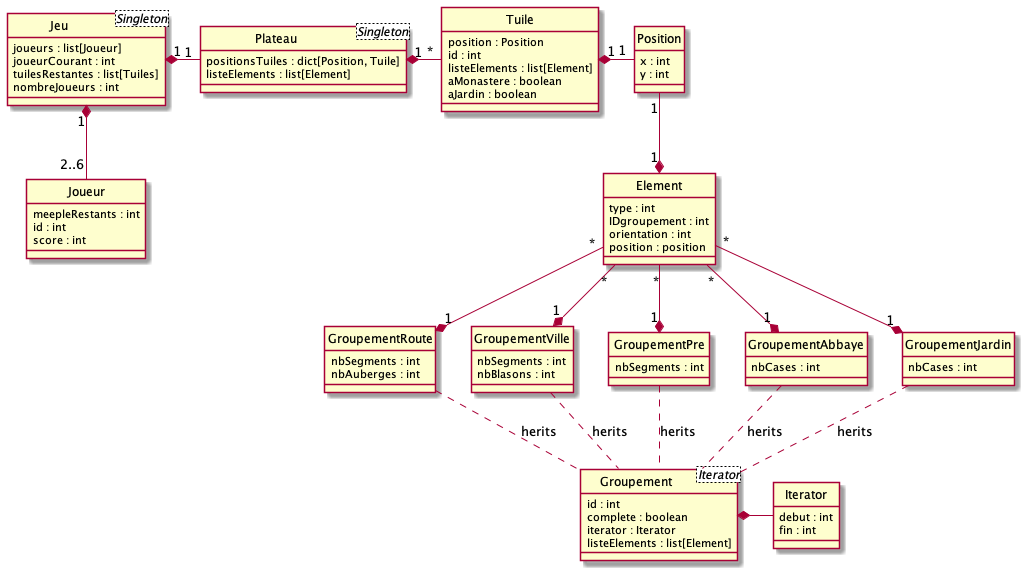 Jeu
Singleton
joueurs : list[Joueur]
joueurCourant : int
tuilesRestantes : list[Tuiles]
nombreJoueurs : int
1
1
Plateau
Singleton
positionsTuiles : dict[Position, Tuile]
listeElements : list[Element]
1
*
Tuile
position : Position
id : int
listeElements : list[Element]
aMonastere : boolean
aJardin : boolean
1
1
Position
x : int
y : int
1
2..6
Joueur
meepleRestants : int
id : int
score : int
1
1
Element
type : int
IDgroupement : int
orientation : int
position : position
*
*
*
*
*
1
1
1
1
1
GroupementRoute
nbSegments : int
nbAuberges : int
GroupementVille
nbSegments : int
nbBlasons : int
GroupementPre
nbSegments : int
GroupementAbbaye
nbCases : int
GroupementJardin
nbCases : int
herits
herits
herits
herits
herits
Groupement
Iterator
id : int
complete : boolean
iterator : Iterator
listeElements : list[Element]
Iterator
debut : int
fin : int